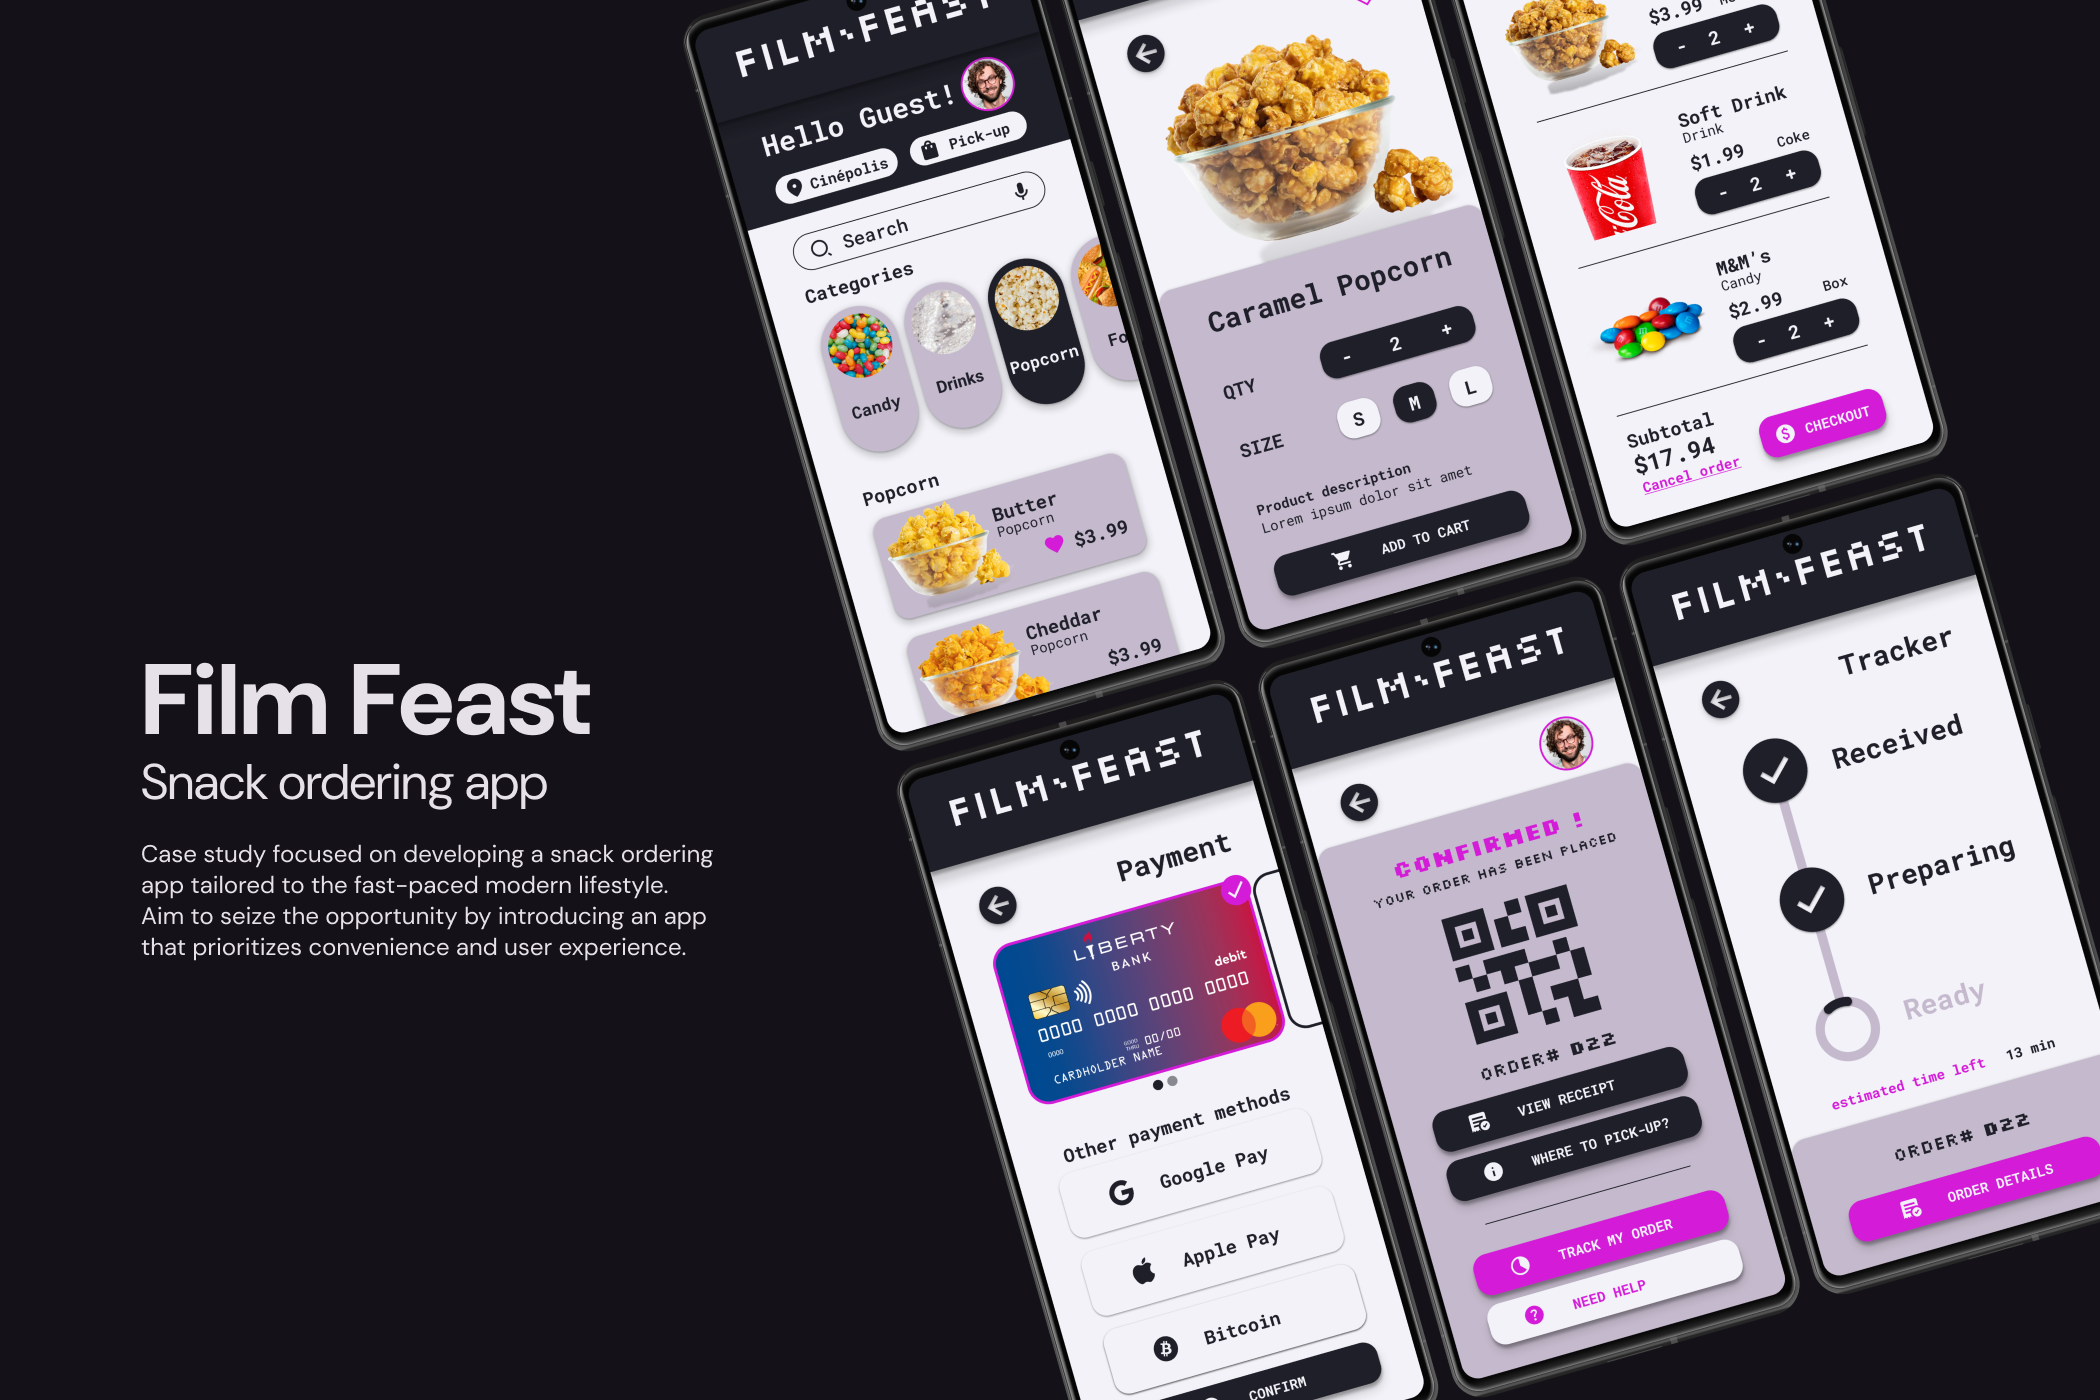 Film Feast
Snack ordering app
Case study focused on developing a snack ordering
app tailored to the fast-paced modern lifestyle.
Aim to seize the opportunity by introducing an app
that prioritizes convenience and user experience.
FILM·FEAST
Hello Guest!
Cinépolis
Pick-up
Search
Categories
Candy
Drinks
Popcorn
Fo
Popcorn
Butter
Popcorn
$3.99
Cheddar
Popcorn
$3.99
Caramel Popcorn
QTY
- 2 +
SIZE
S M L
Product description
Lorem ipsum dolor sit amet
ADD TO CART
$3.99
- 2 +
Soft Drink
Drink
$1.99 Coke
- 2 +
Coca Cola
M&M's
Candy
$2.99 Box
- 2 +
Subtotal
$17.94
Cancel order
CHECKOUT
FILM·FEAST
Payment
LIBERTY
BANK
debit
0000 0000 0000 0000
0000
00/00
CARDHOLDER NAME
Other payment methods
Google Pay
Apple Pay
Bitcoin
CONFIRM
FILM·FEAST
CONFIRMED !
YOUR ORDER HAS BEEN PLACED
ORDER# D22
VIEW RECEIPT
WHERE TO PICK-UP?
TRACK MY ORDER
NEED HELP
FILM·FEAST
Tracker
Received
Preparing
Ready
estimated time left 13 min
ORDER# D22
ORDER DETAILS